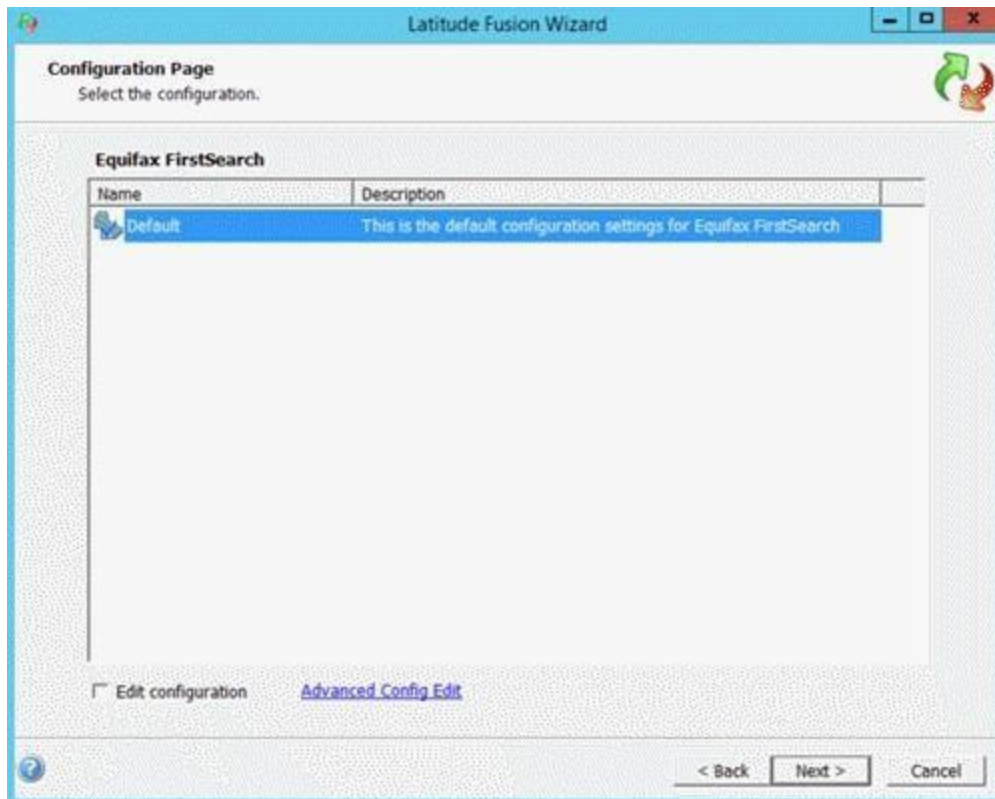 Latitude Fusion Wizard
Configuration Page
Select the configuration.
Equifax FirstSearch
Name Description
Default This is the default configuration settings for Equifax FirstSearch
Edit configuration Advanced Config Edit
< Back Next > Cancel